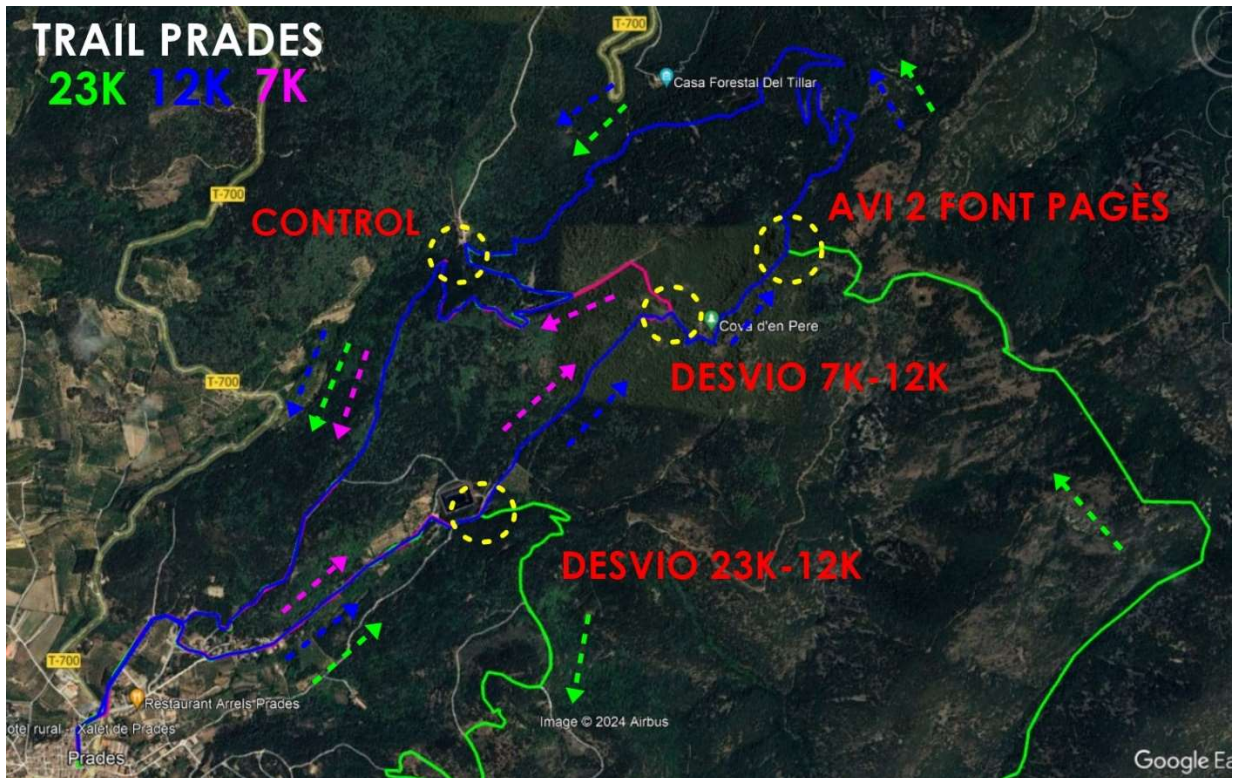 TRAIL PRADES
23K 12K 7K
T-700
Casa Forestal Del Tillar
T-700
CONTROL
AVI 2 FONT PAGÈS
Cova d'en Pere
DESVIO 7K-12K
T-700
DESVIO 23K-12K
T-700
Restaurant Arrels Prades
otel rural - Xalet de Prades
Image © 2024 Airbus
Prades
Google Ea